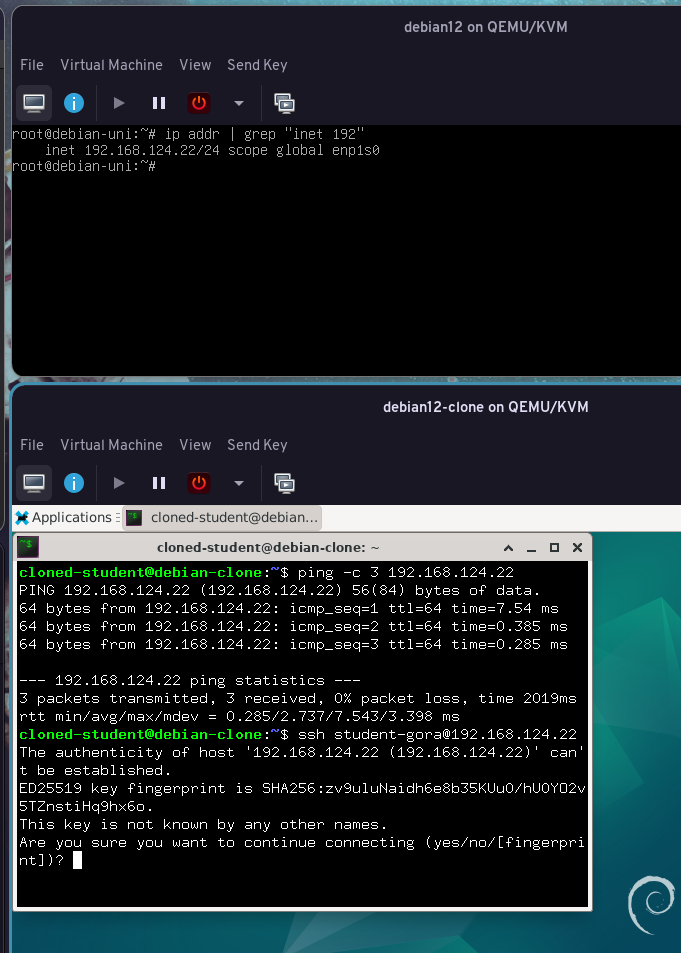 debian12 on QEMU/KVM
File Virtual Machine View Send Key
root@debian-uni:~# ip addr | grep "inet 192"
    inet 192.168.124.22/24 scope global enp1s0
root@debian-uni:~#
debian12-clone on QEMU/KVM
File Virtual Machine View Send Key
Applications cloned-student@debian...
cloned-student@debian-clone: ~
cloned-student@debian-clone:~$ ping -c 3 192.168.124.22
PING 192.168.124.22 (192.168.124.22) 56(84) bytes of data.
64 bytes from 192.168.124.22: icmp_seq=1 ttl=64 time=7.54 ms
64 bytes from 192.168.124.22: icmp_seq=2 ttl=64 time=0.385 ms
64 bytes from 192.168.124.22: icmp_seq=3 ttl=64 time=0.285 ms
--- 192.168.124.22 ping statistics ---
3 packets transmitted, 3 received, 0% packet loss, time 2019ms
rtt min/avg/max/mdev = 0.285/2.737/7.543/3.398 ms
cloned-student@debian-clone:~$ ssh student-gora@192.168.124.22
The authenticity of host '192.168.124.22 (192.168.124.22)' can'
t be established.
ED25519 key fingerprint is SHA256:zv9uluNaidh6e8b35KUuO/hUOYO2v
5TZnstiHq9hx6o.
This key is not known by any other names.
Are you sure you want to continue connecting (yes/no/[fingerpri
nt])?